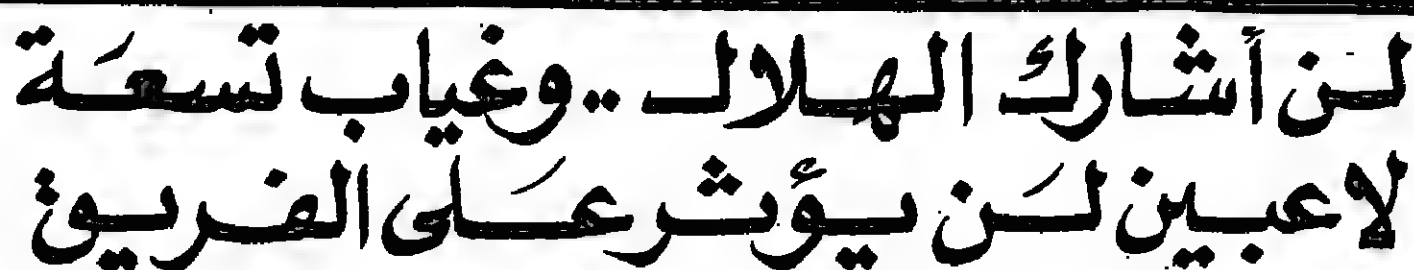 لن أشارك الهلال .. وغياب تسعة
لاعبين لن يؤثر على الفريق